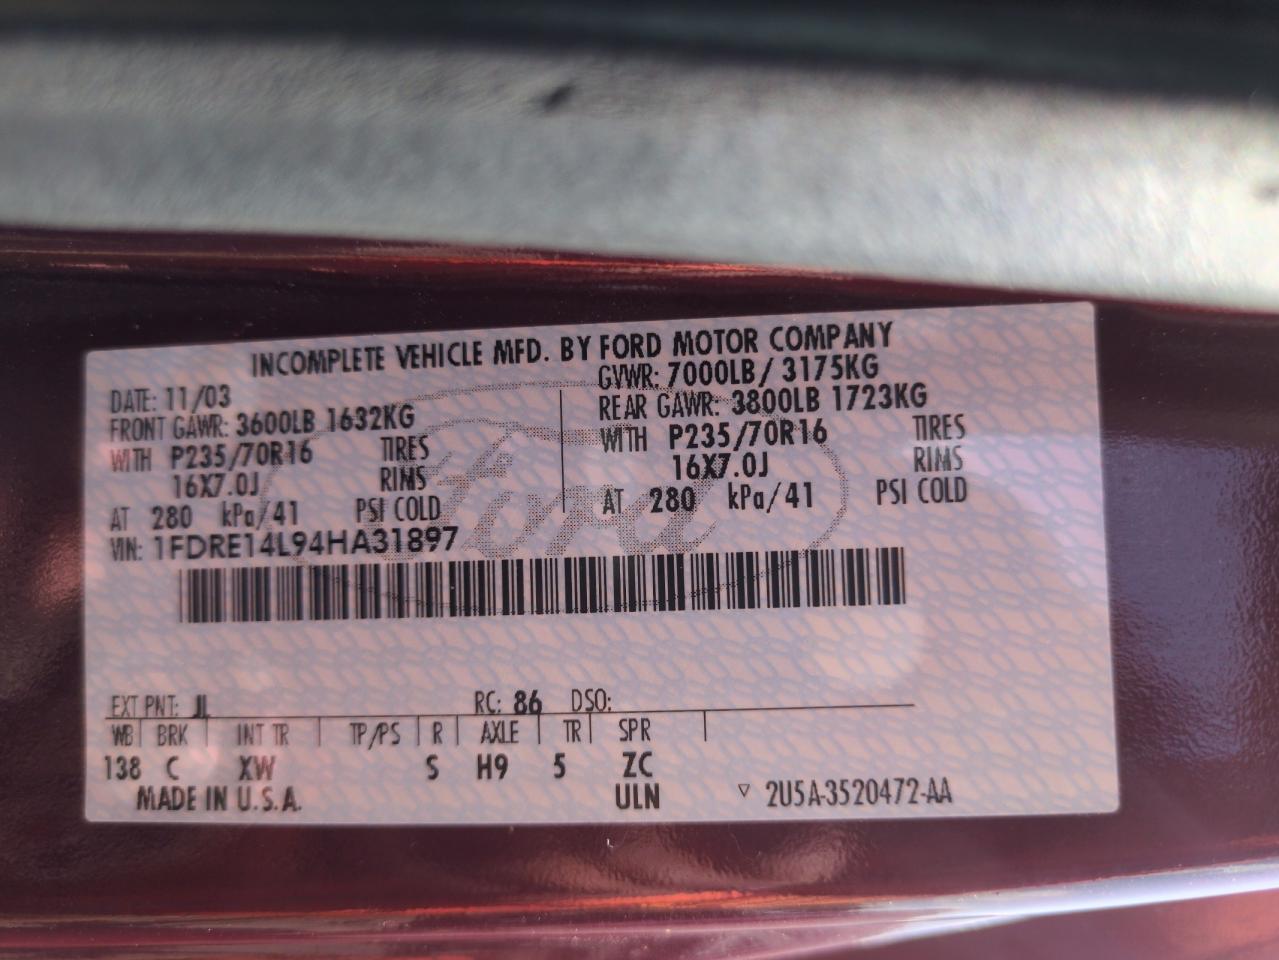 INCOMPLETE VEHICLE MFD. BY FORD MOTOR COMPANY
DATE: 11/03 GVWR: 7000LB/ 3175KG
FRONT GAWR: 3600LB 1632KG REAR GAWR: 3800LB 1723KG
WITH P235/70R16 TIRES WITH P235/70R16 TIRES
16X7.0J RIMS 16X7.0J RIMS
AT 280 kPa/41 PSI COLD AT 280 kPa/41 PSI COLD
VIN: 1FDRE14L94HA31897
Ford
EXT PNT: JL RC: 86 DSO:
WB BRK INT TR TP/PS R AXLE TR SPR
138 C XW S H9 5 ZC
MADE IN U.S.A. ULN ▽ 2U5A-3520472-AA